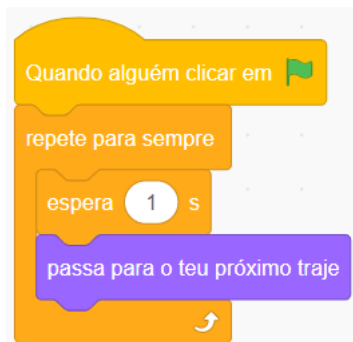 Quando alguém clicar em
repete para sempre
espera 1 s
passa para o teu próximo traje